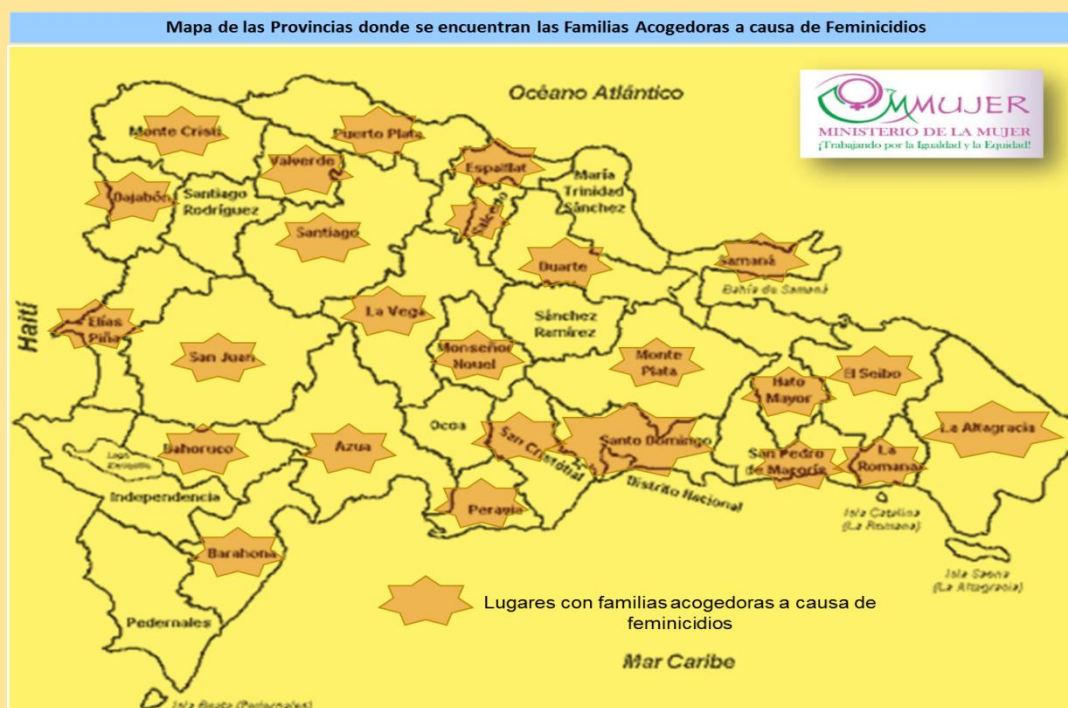 Mapa de las Provincias donde se encuentran las Familias Acogedoras a causa de Feminicidios
Océano Atlántico
MMUJER
MINISTERIO DE LA MUJER
¡Trabajando por la Igualdad y la Equidad!
Monte Cristi
Puerto Plata
Valverde
Espaillat
María
Trinidad
Sánchez
Dajabón
Santiago
Rodríguez
Salcedo
Santiago
Duarte
Samaná
Bahía de Samaná
Haití
Elías
Piña
La Vega
Sánchez
Ramírez
San Juan
Monseñor
Nouel
Monte
Plata
Hato
Mayor
El Seibo
La Altagracia
Ocoa
San Cristóbal
Santo Domingo
Bahoruco
Azua
San Pedro
de Macorís
La
Romana
Lago
Independencia
Distrito Nacional
Peravia
Isla Catalina
(La Romana)
Barahona
Isla Saona
(La Altagracia)
Pedernales
Lugares con familias acogedoras a causa de
feminicidios
Mar Caribe
Isla Beata (Pedernales)